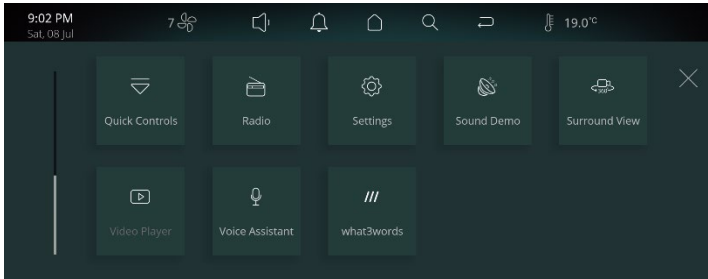 9:02 PM
Sat, 08 Jul
7
19.0°C
Quick Controls
Radio
Settings
Sound Demo
360°
Surround View
Video Player
Voice Assistant
what3words